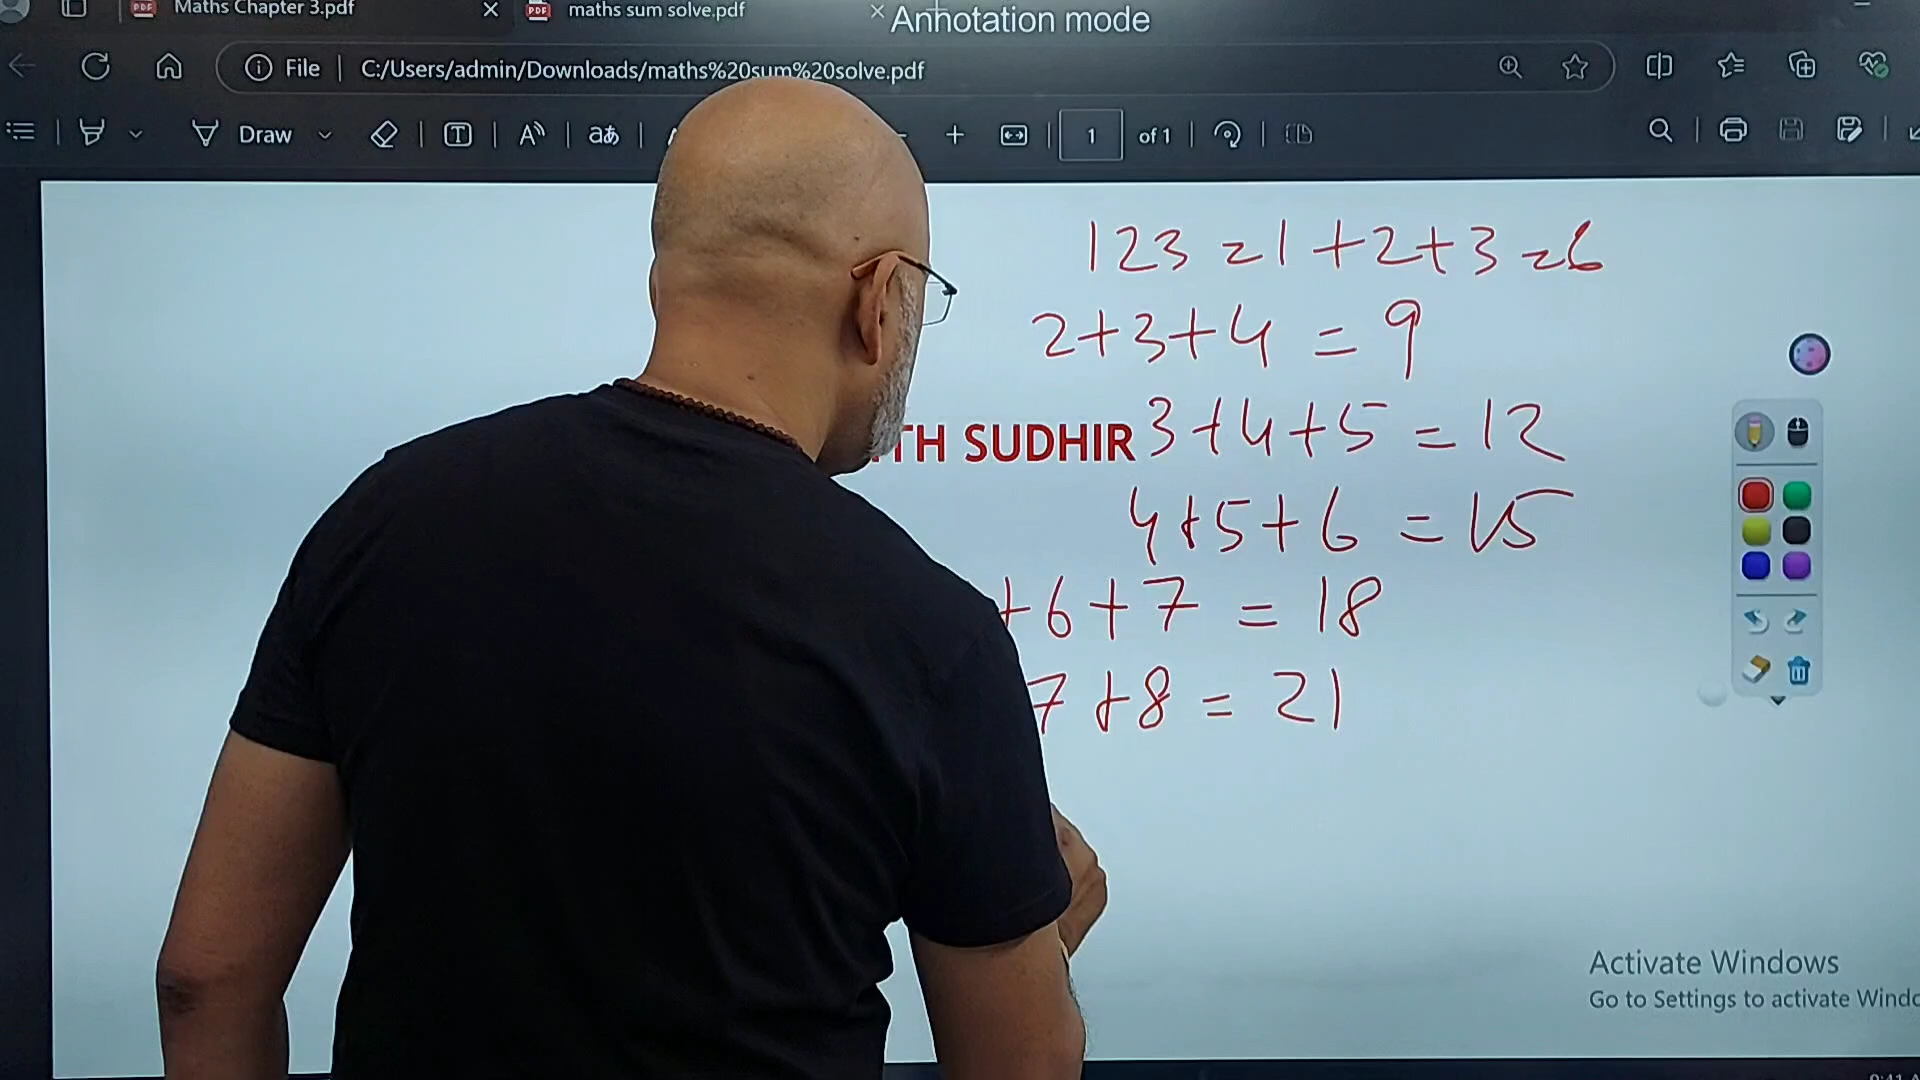 Maths Chapter 3.pdf
maths sum solve.pdf
Annotation mode
File
C:/Users/admin/Downloads/maths%20sum%20solve.pdf
Draw
T
aあ
1 of 1
123 = 1 + 2 + 3 = 6
2 + 3 + 4 = 9
TH SUDHIR 3 + 4 + 5 = 12
4 + 5 + 6 = 15
+ 6 + 7 = 18
7 + 8 = 21
Activate Windows
Go to Settings to activate Windo